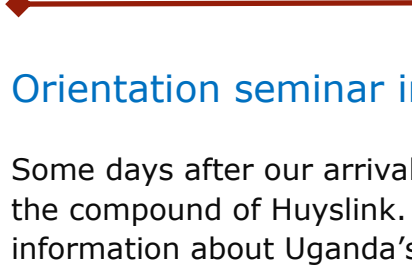 Orientation seminar
Some days after our arrival
the compound of Huyslink.
information about Uganda's